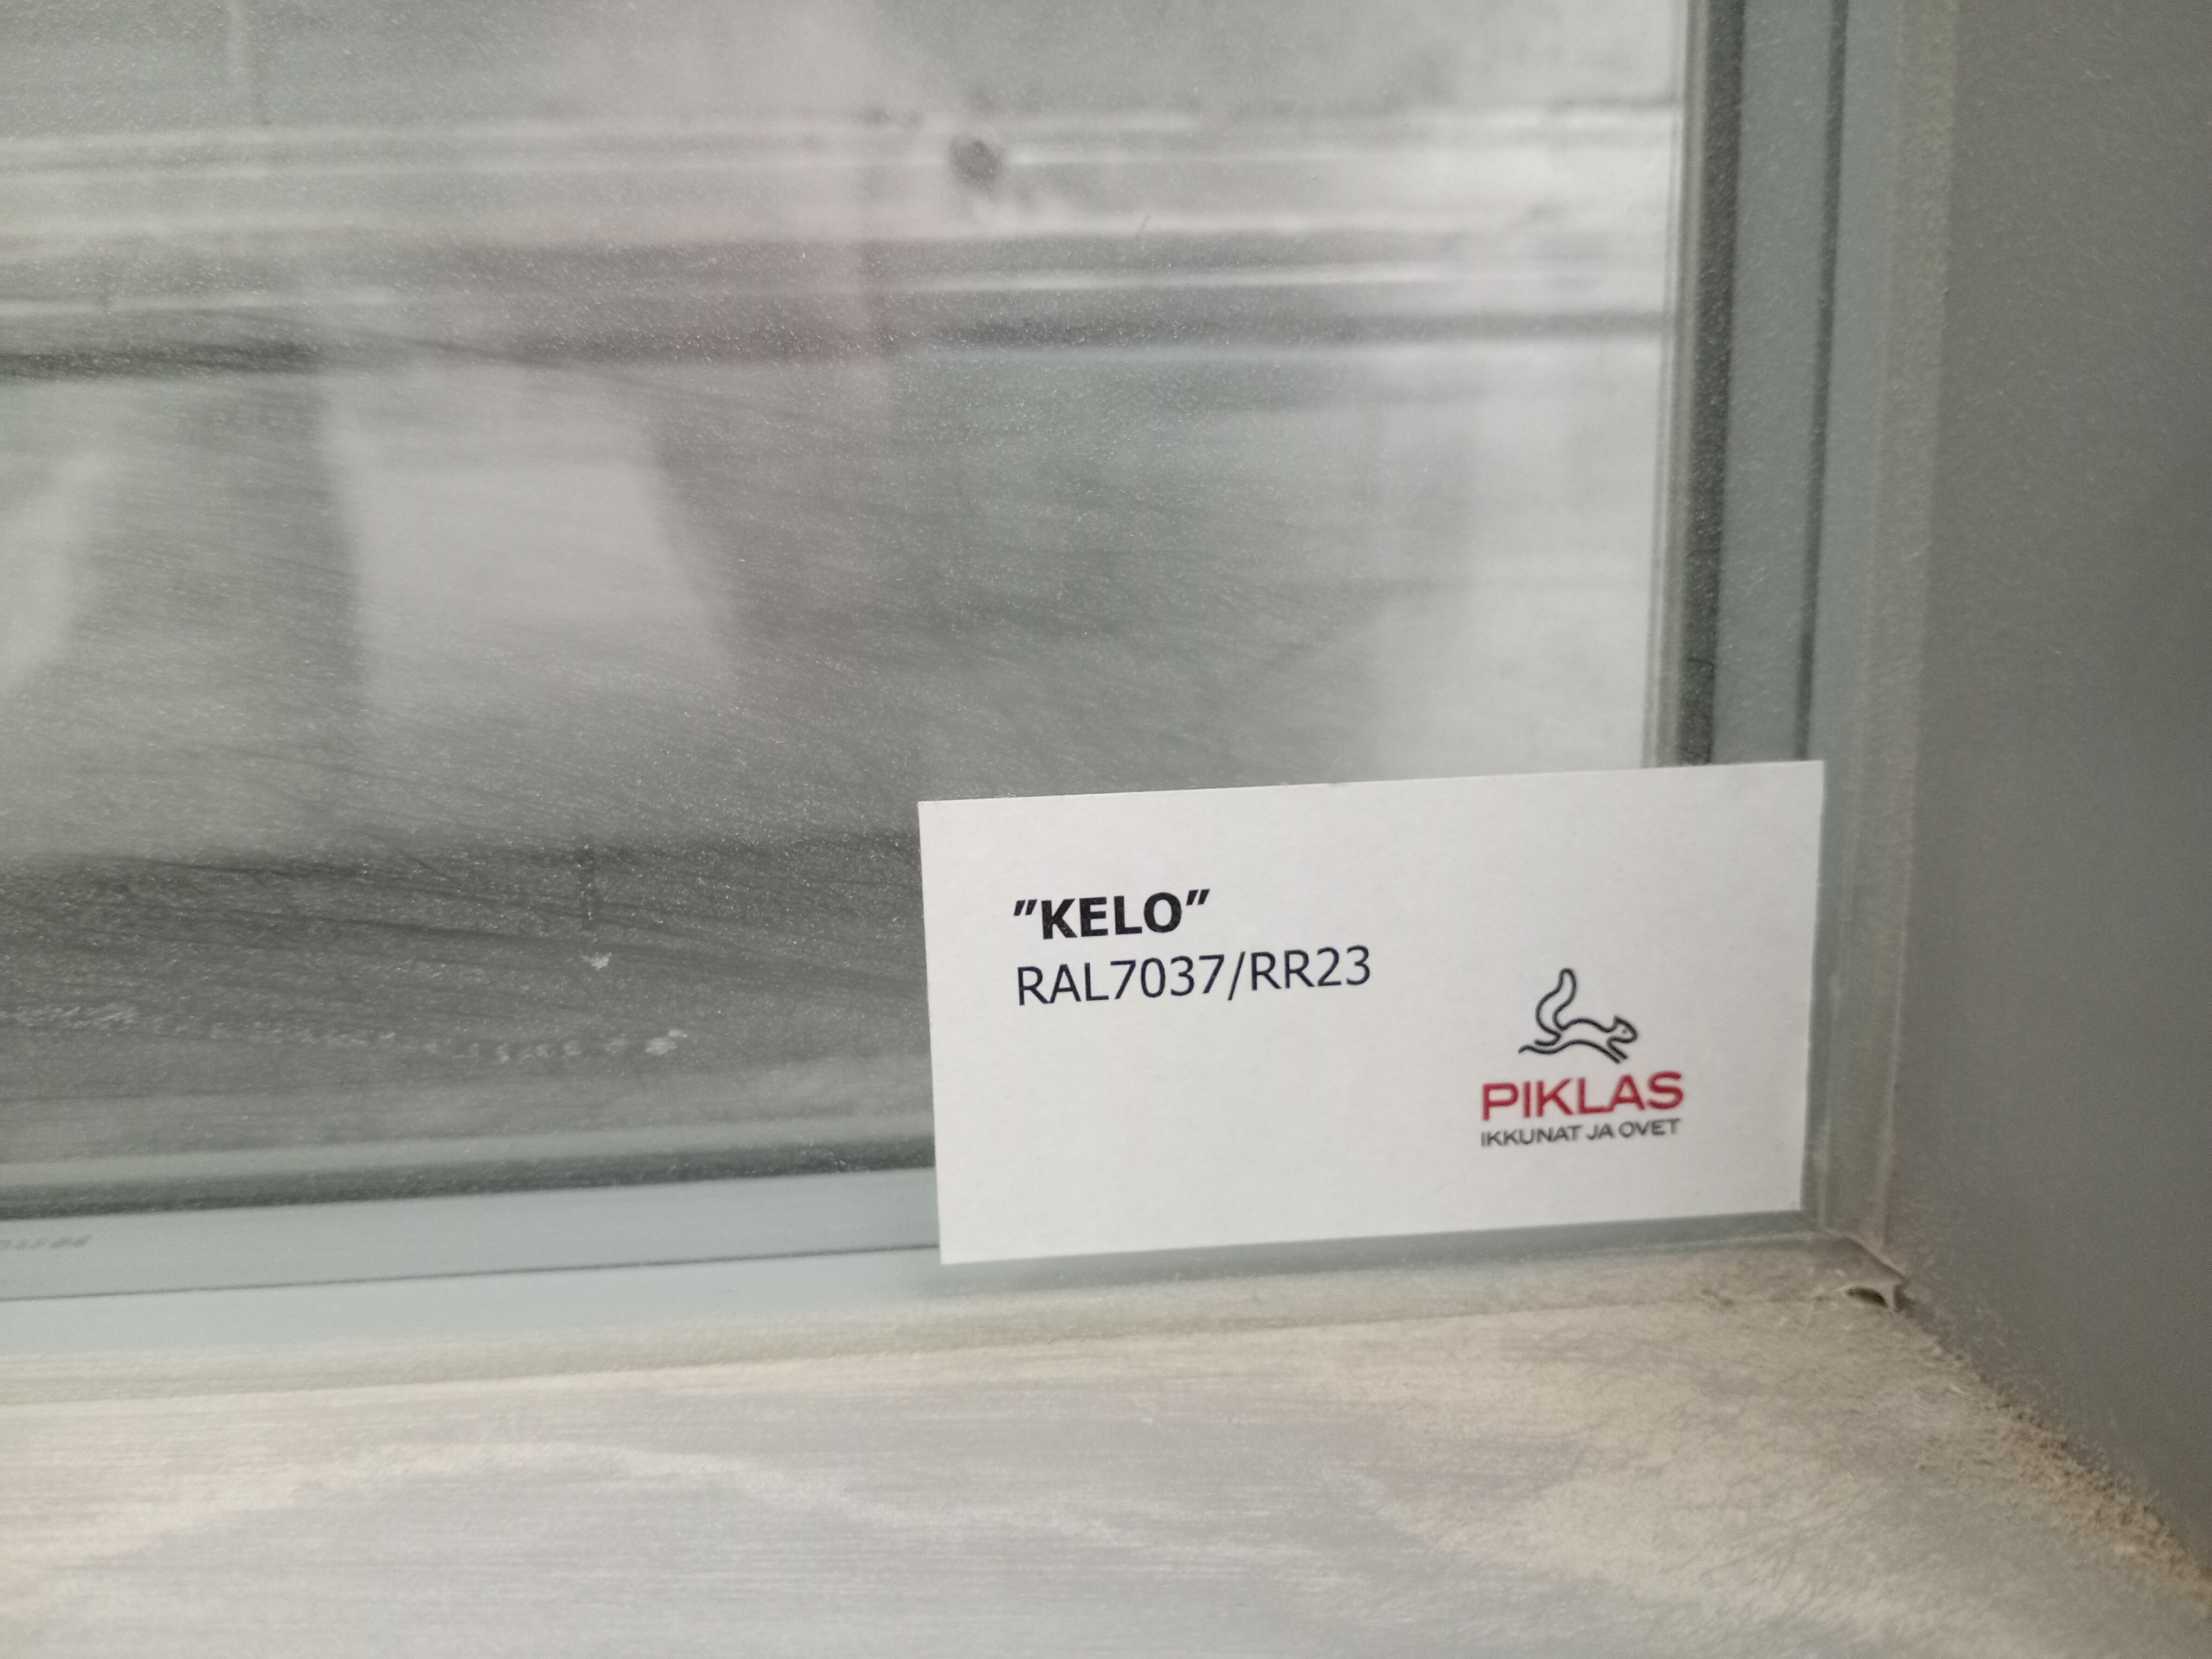 ”KELO”
RAL7037/RR23
PIKLAS
IKKUNAT JA OVET